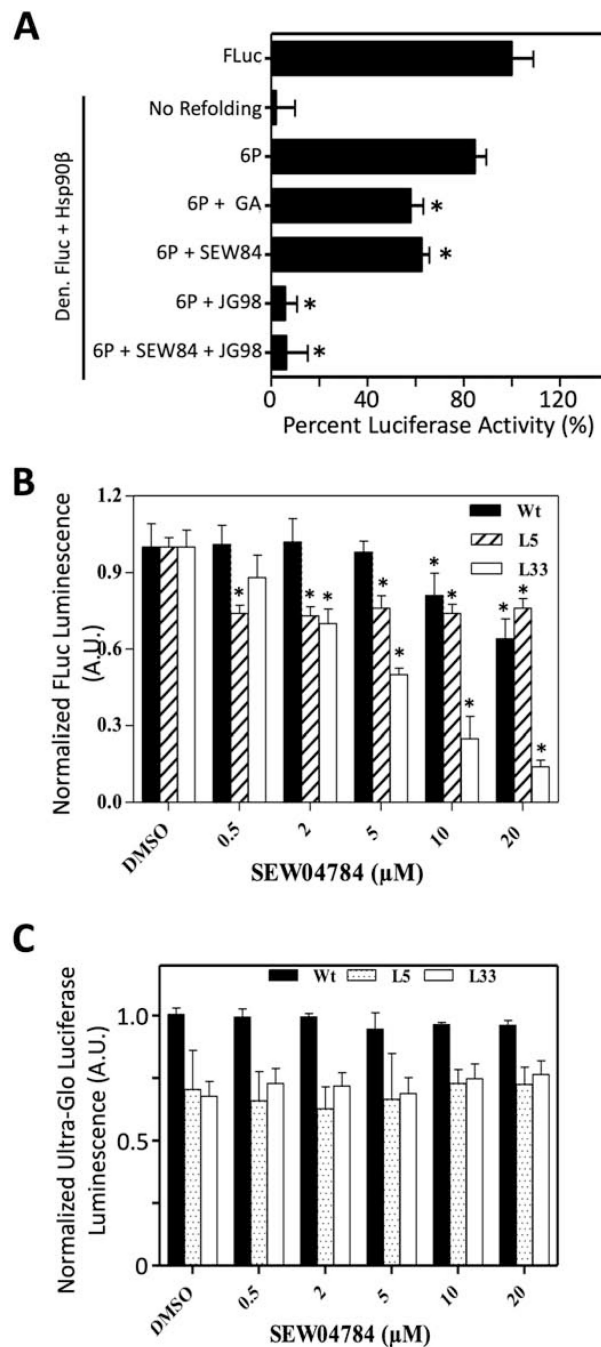 A
Den. Fluc + Hsp90β
FLuc
No Refolding
6P
6P + GA
*
6P + SEW84
*
6P + JG98
*
6P + SEW84 + JG98
*
0 40 80 120
Percent Luciferase Activity (%)
B
Normalized FLuc Luminescence
(A.U.)
1.2
0.9
0.6
0.3
0.0
Wt
L5
L33
* * * * * * * * * * *
DMSO 0.5 2 5 10 20
SEW04784 (µM)
C
Normalized Ultra-Glo Luciferase
Luminescence (A.U.)
Wt L5 L33
1.0
0.5
0
DMSO 0.5 2 5 10 20
SEW04784 (µM)